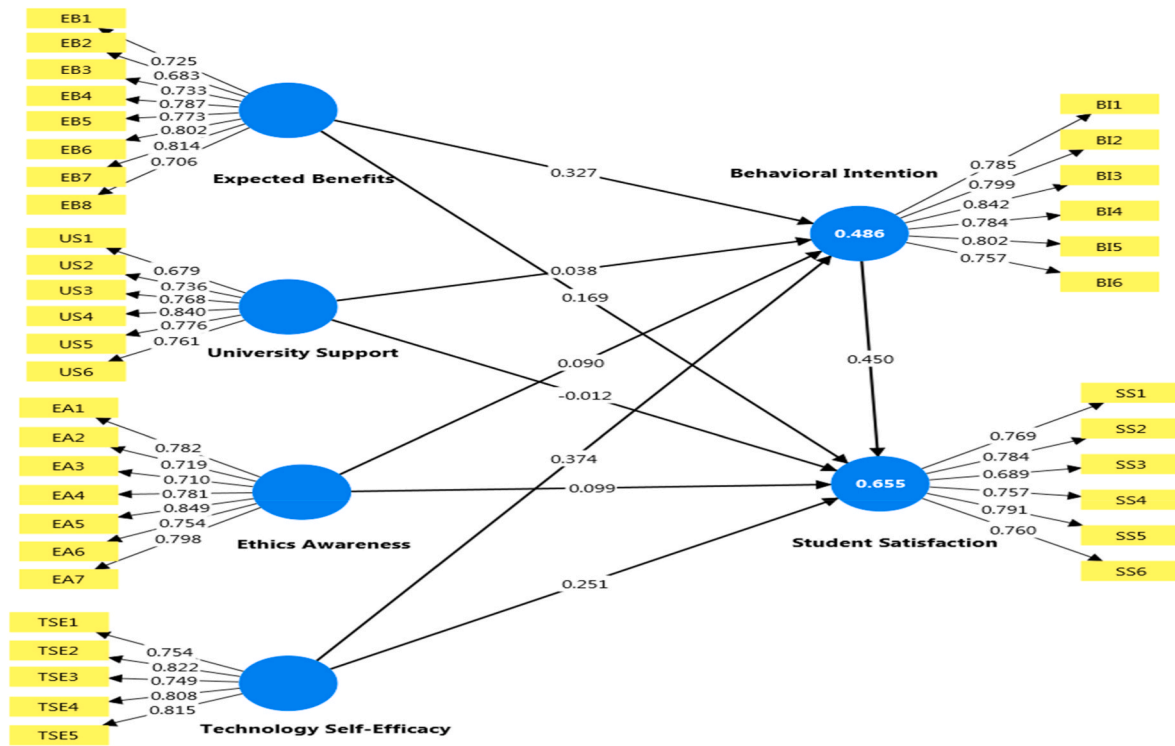 EB1
EB2
EB3
EB4
EB5
EB6
EB7
EB8
0.725
0.683
0.733
0.787
0.773
0.802
0.814
0.706
Expected Benefits
US1
US2
US3
US4
US5
US6
0.679
0.736
0.768
0.840
0.776
0.761
University Support
EA1
EA2
EA3
EA4
EA5
EA6
EA7
0.782
0.719
0.710
0.781
0.849
0.754
0.798
Ethics Awareness
TSE1
TSE2
TSE3
TSE4
TSE5
0.754
0.822
0.749
0.808
0.815
Technology Self-Efficacy
0.327
0.038
0.169
0.090
-0.012
0.374
0.099
0.251
Behavioral Intention
0.486
0.450
0.655
Student Satisfaction
0.785
0.799
0.842
0.784
0.802
0.757
BI1
BI2
BI3
BI4
BI5
BI6
0.769
0.784
0.689
0.757
0.791
0.760
SS1
SS2
SS3
SS4
SS5
SS6